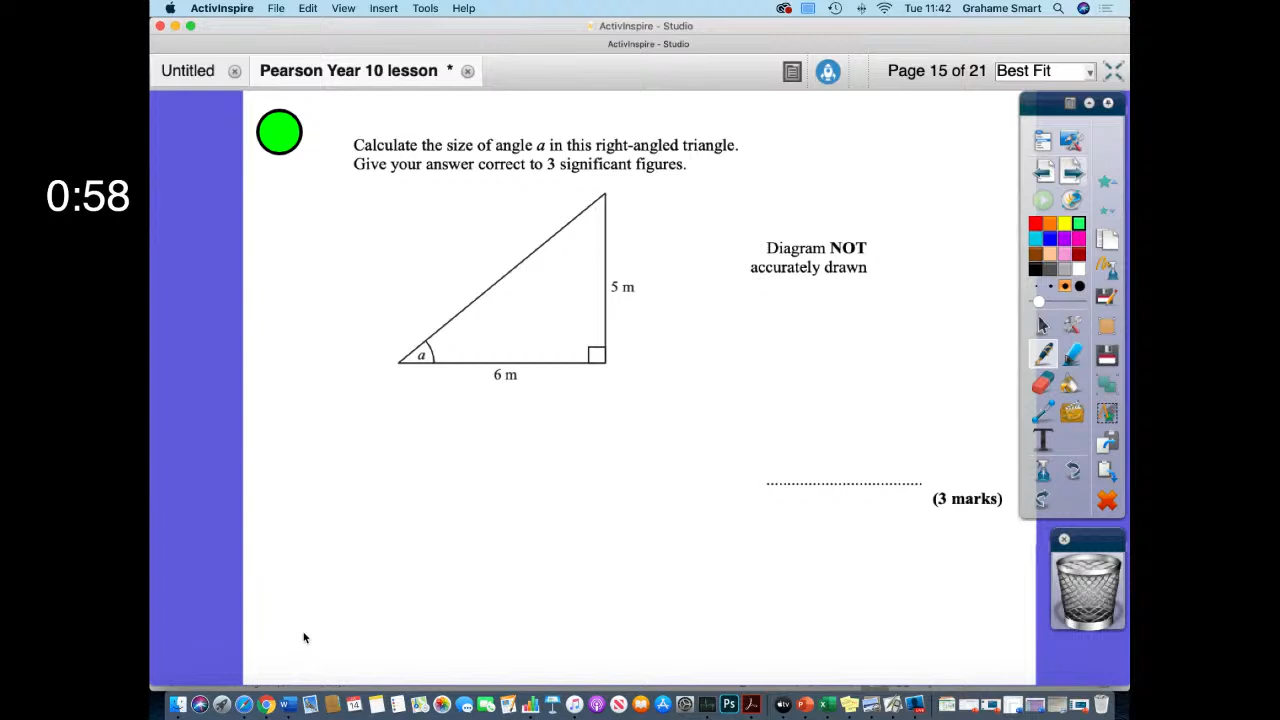 ActivInspire File Edit View Insert Tools Help Tue 11:42 Grahame Smart
ActivInspire - Studio
ActivInspire - Studio
Untitled Pearson Year 10 lesson * Page 15 of 21 Best Fit
0:58
Calculate the size of angle a in this right-angled triangle.
Give your answer correct to 3 significant figures.
Diagram NOT
accurately drawn
5 m
a
6 m
(3 marks)